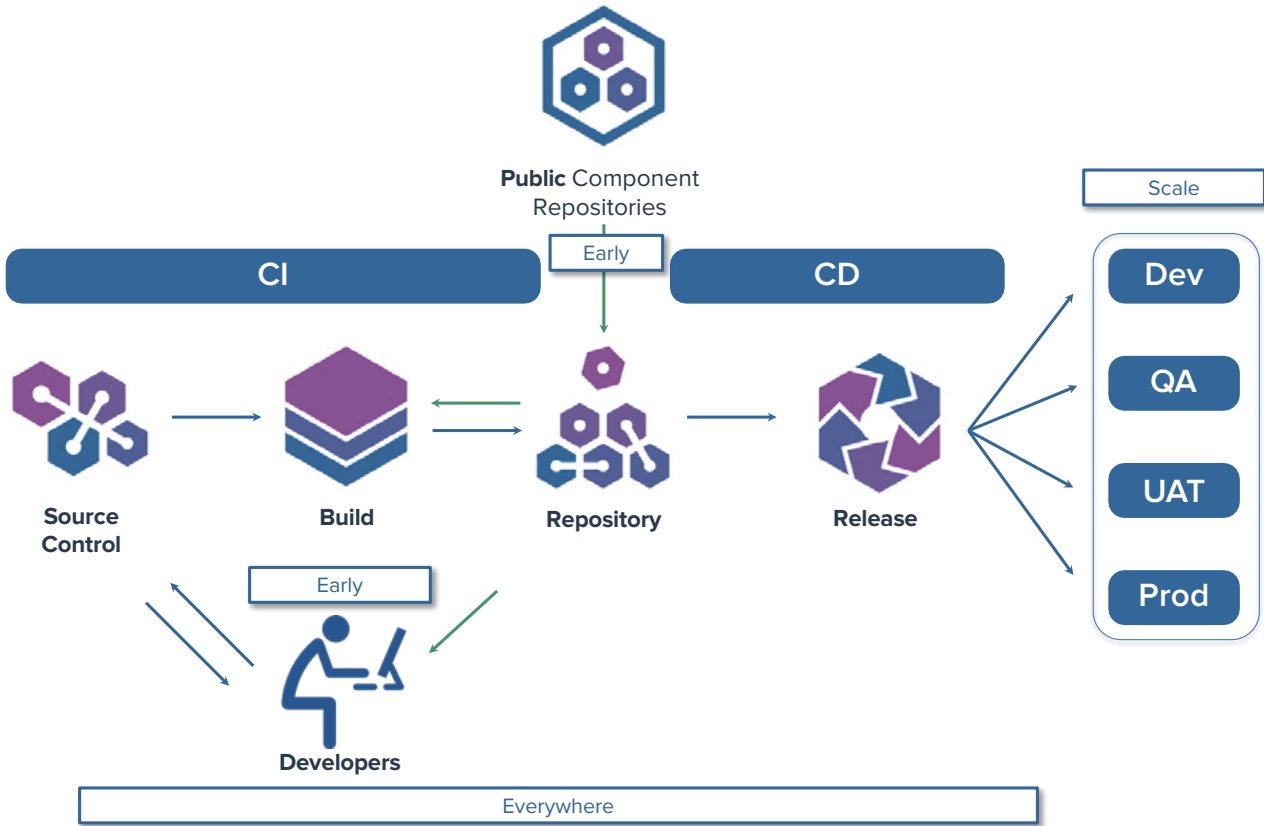 Public Component
Repositories
Scale
Early
CI
CD
Dev
QA
UAT
Prod
Source
Control
Build
Repository
Release
Early
Developers
Everywhere